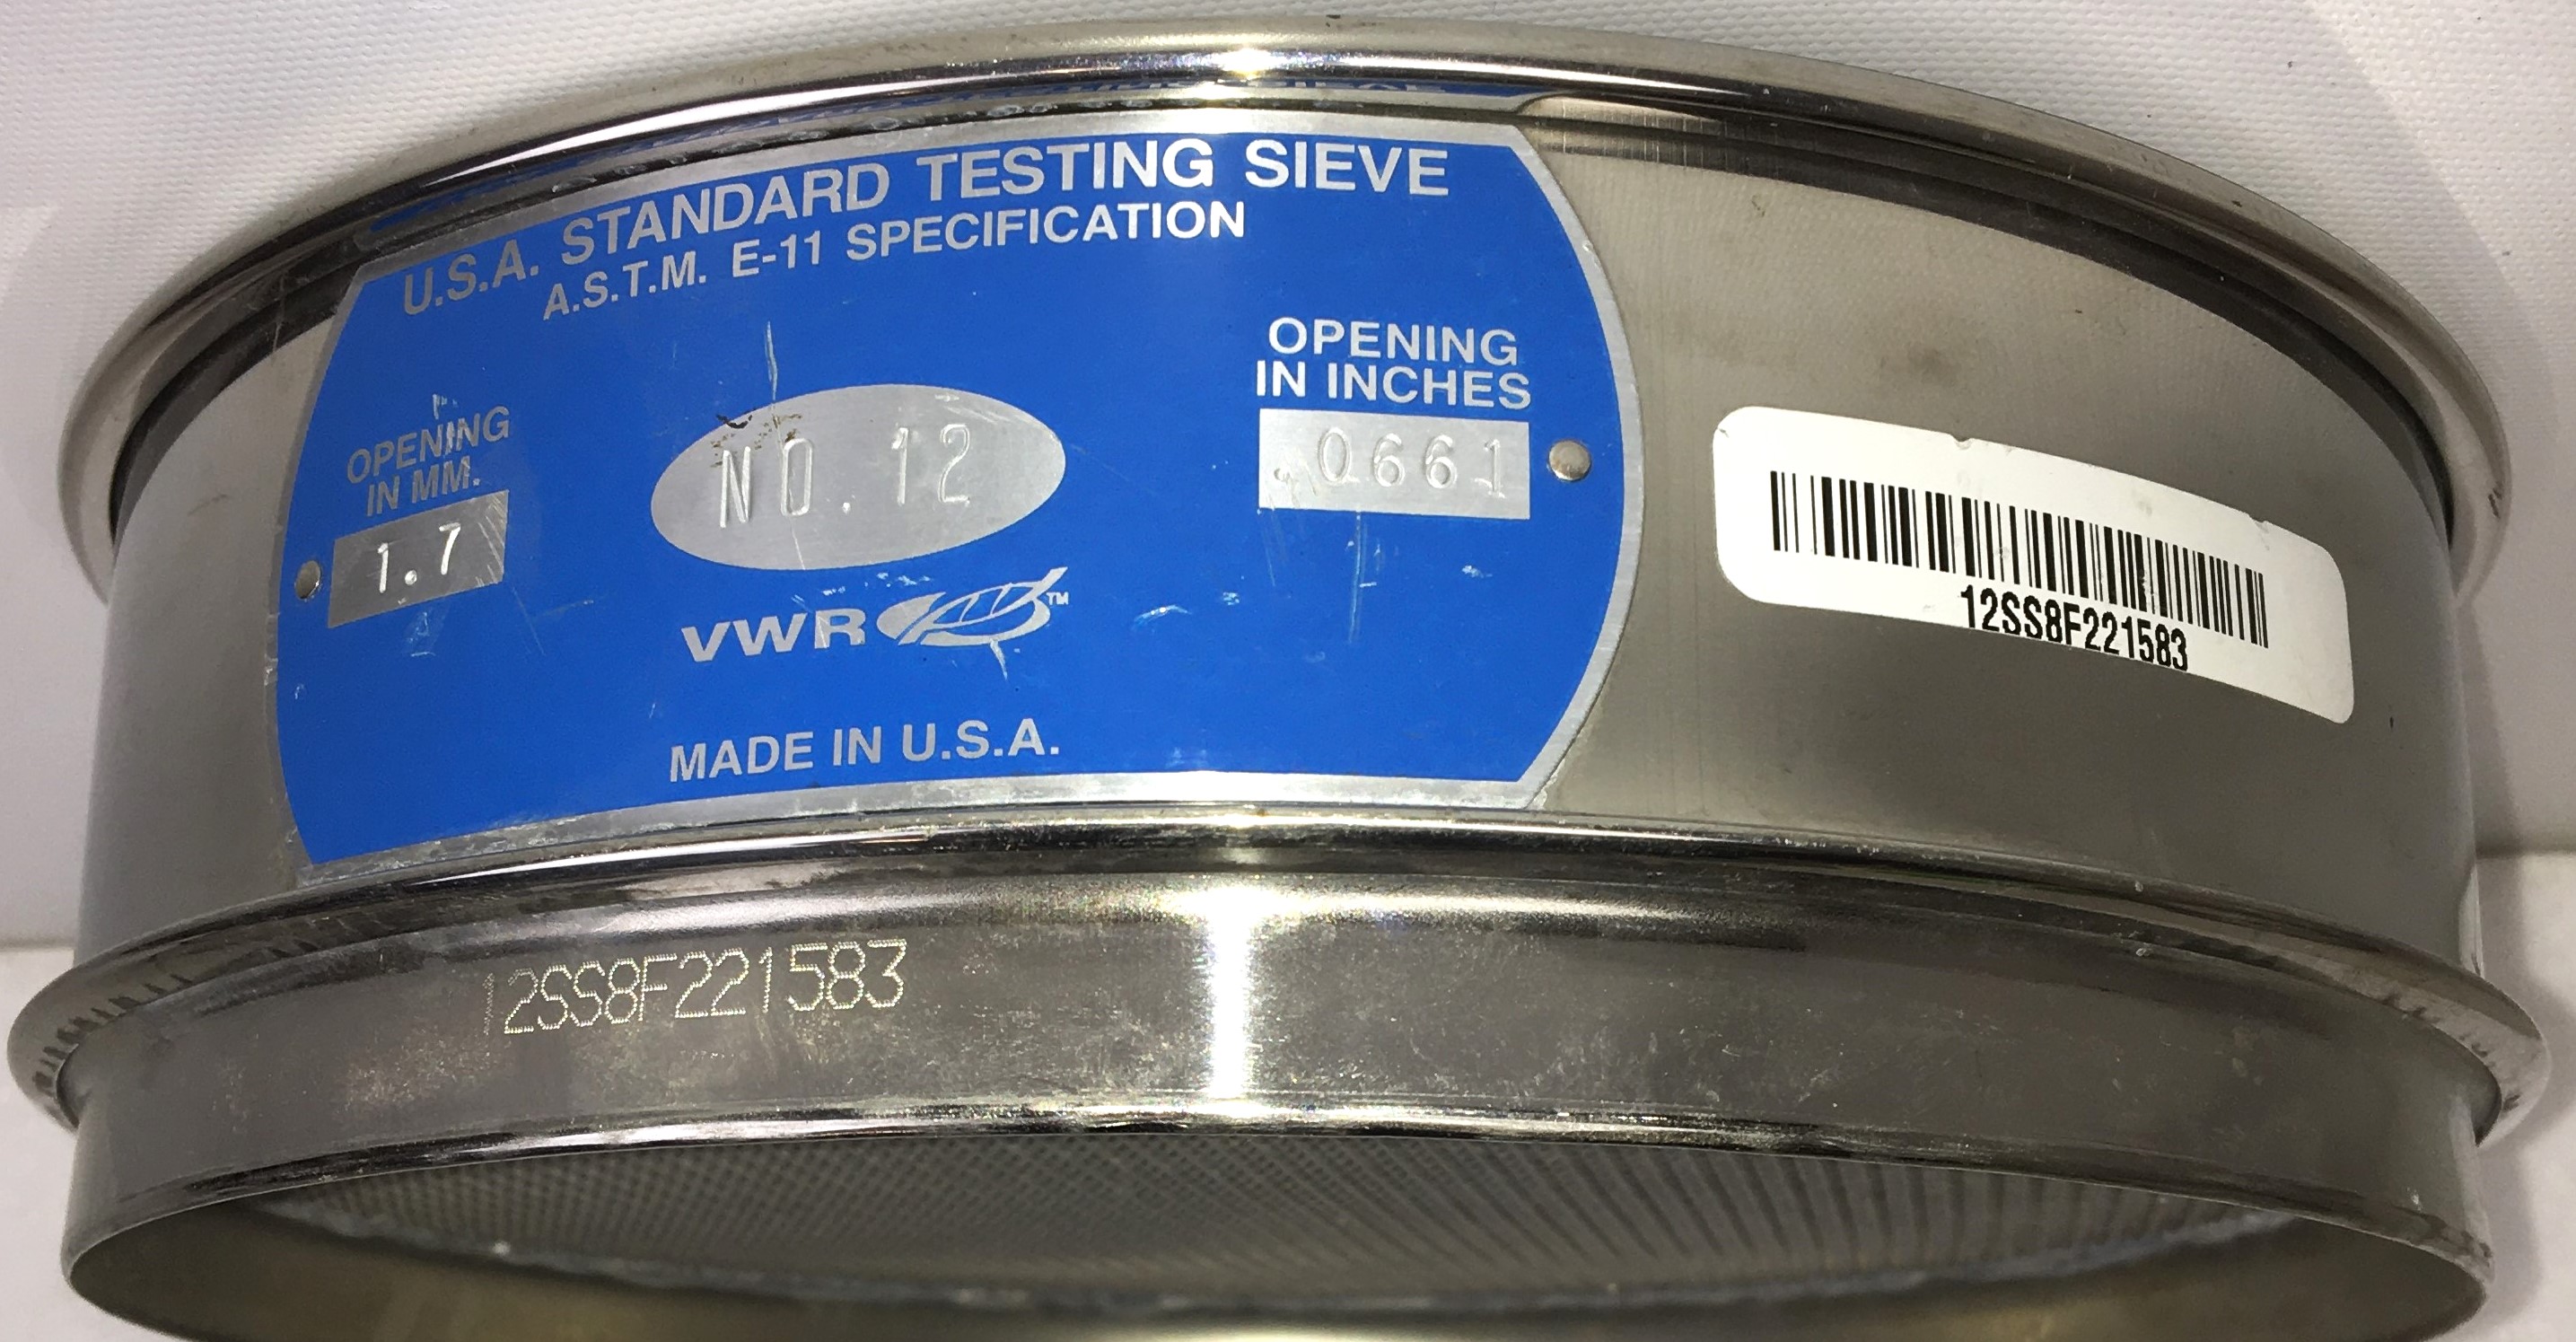 U.S.A. STANDARD TESTING SIEVE
A.S.T.M. E-11 SPECIFICATION
OPENING
IN MM.
1.7
NO. 12
OPENING
IN INCHES
.0661
VWR™
MADE IN U.S.A.
12SS8F221583
12SS8F221583